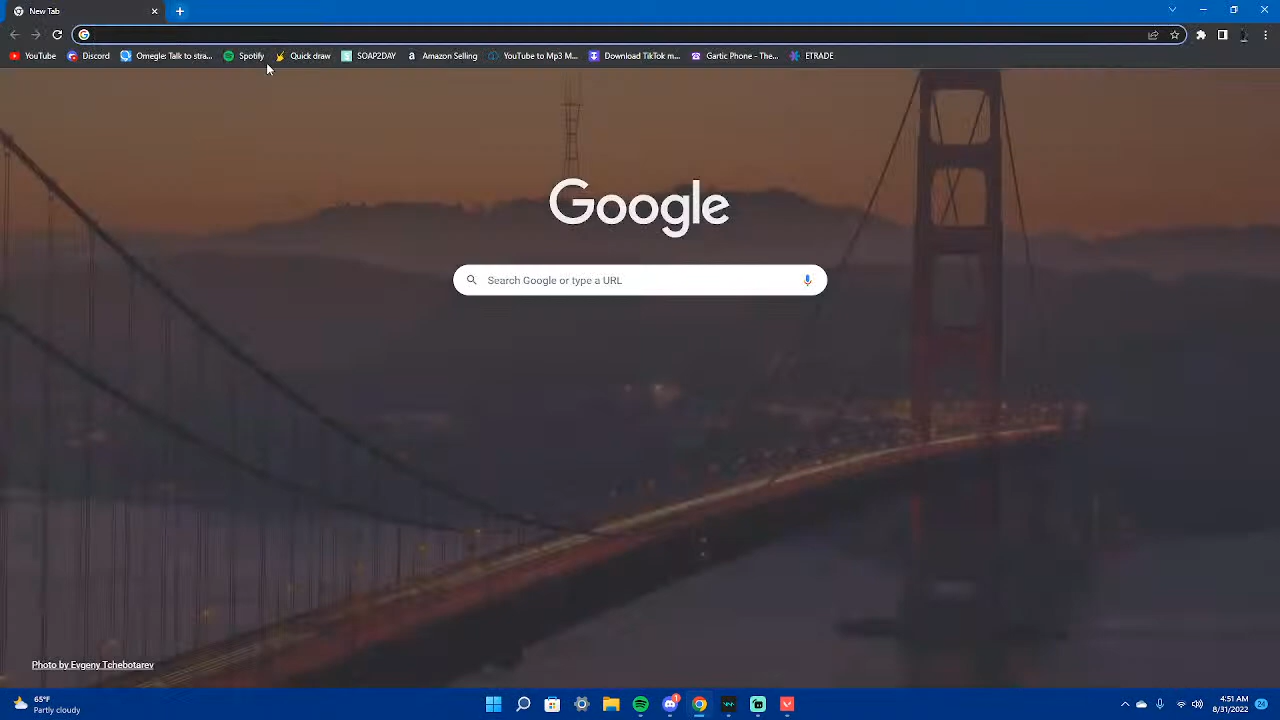 New Tab
YouTube Discord Omegle: Talk to stra... Spotify Quick draw SOAP2DAY Amazon Selling YouTube to Mp3 M... Download TikTok m... Gartic Phone - The... ETRADE
Google
Search Google or type a URL
Photo by Evgeny Tchebotarev
65°F
Partly cloudy
1
4:51 AM
8/31/2022
24